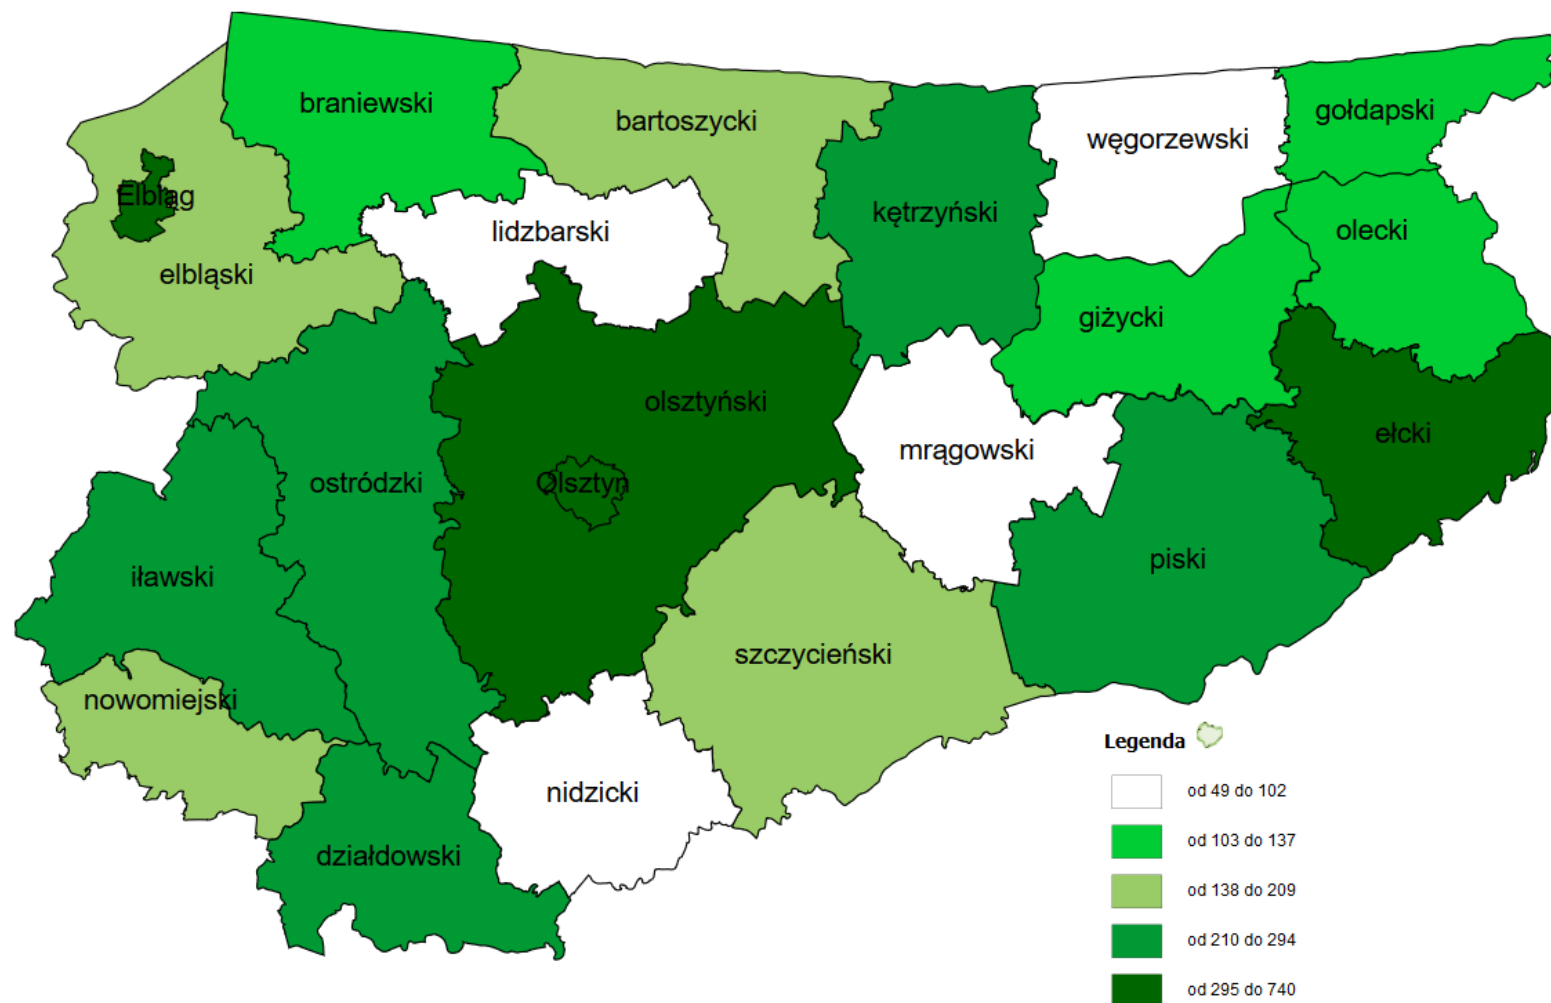 braniewski
bartoszycki
gołdapski
węgorzewski
Elbląg
kętrzyński
lidzbarski
olecki
elbląski
giżycki
olsztyński
ełcki
mrągowski
ostródzki
Olsztyn
piski
iławski
szczycieński
nowomiejski
Legenda
nidzicki
od 49 do 102
od 103 do 137
działdowski
od 138 do 209
od 210 do 294
od 295 do 740